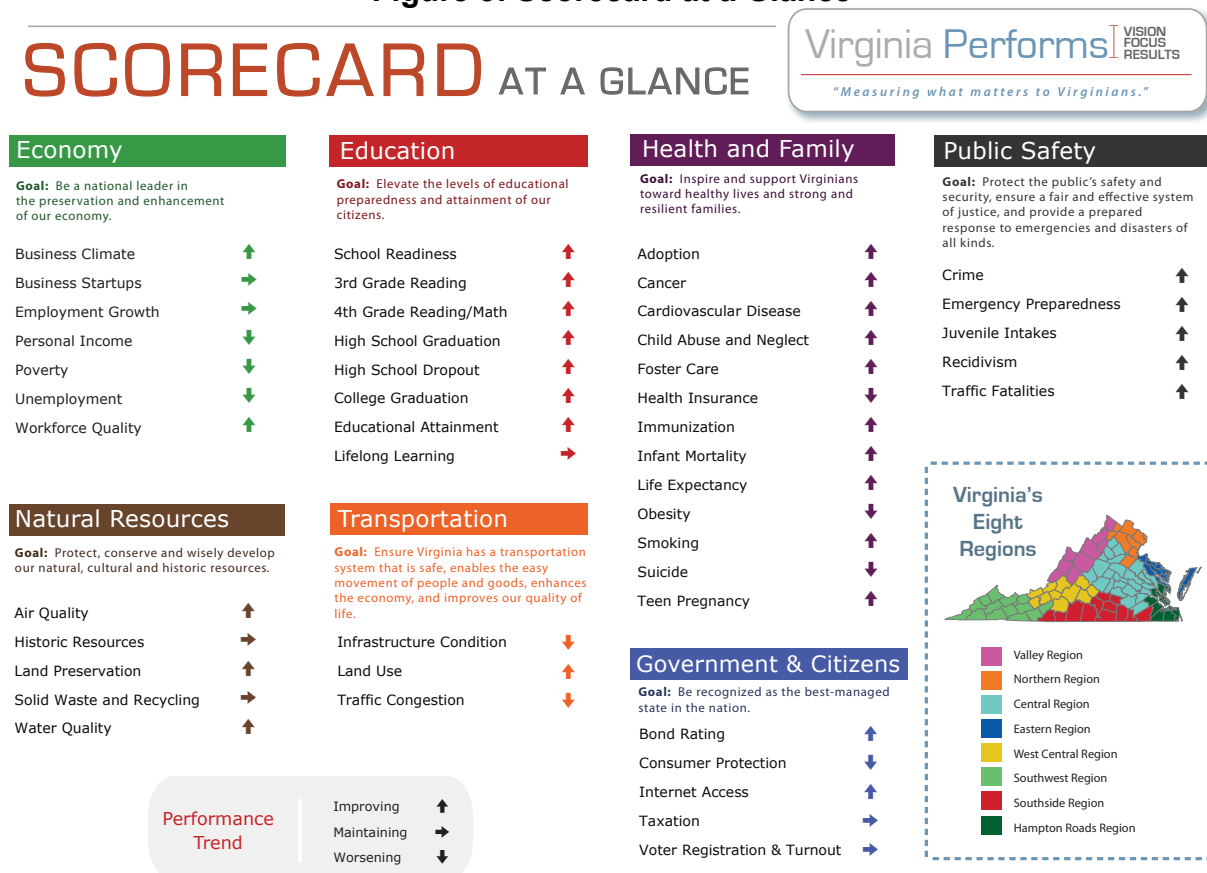 Figure 3. Scorecard at a Glance
SCORECARD AT A GLANCE
Virginia Performs
VISION
FOCUS
RESULTS
"Measuring what matters to Virginians."
Economy
Goal: Be a national leader in
the preservation and enhancement
of our economy.
Business Climate
Business Startups
Employment Growth
Personal Income
Poverty
Unemployment
Workforce Quality
Education
Goal: Elevate the levels of educational
preparedness and attainment of our
citizens.
School Readiness
3rd Grade Reading
4th Grade Reading/Math
High School Graduation
High School Dropout
College Graduation
Educational Attainment
Lifelong Learning
Health and Family
Goal: Inspire and support Virginians
toward healthy lives and strong and
resilient families.
Adoption
Cancer
Cardiovascular Disease
Child Abuse and Neglect
Foster Care
Health Insurance
Immunization
Infant Mortality
Life Expectancy
Obesity
Smoking
Suicide
Teen Pregnancy
Public Safety
Goal: Protect the public's safety and
security, ensure a fair and effective system
of justice, and provide a prepared
response to emergencies and disasters of
all kinds.
Crime
Emergency Preparedness
Juvenile Intakes
Recidivism
Traffic Fatalities
Natural Resources
Goal: Protect, conserve and wisely develop
our natural, cultural and historic resources.
Air Quality
Historic Resources
Land Preservation
Solid Waste and Recycling
Water Quality
Transportation
Goal: Ensure Virginia has a transportation
system that is safe, enables the easy
movement of people and goods, enhances
the economy, and improves our quality of
life.
Infrastructure Condition
Land Use
Traffic Congestion
Government & Citizens
Goal: Be recognized as the best-managed
state in the nation.
Bond Rating
Consumer Protection
Internet Access
Taxation
Voter Registration & Turnout
Virginia's
Eight
Regions
Valley Region
Northern Region
Central Region
Eastern Region
West Central Region
Southwest Region
Southside Region
Hampton Roads Region
Performance
Trend
Improving
Maintaining
Worsening